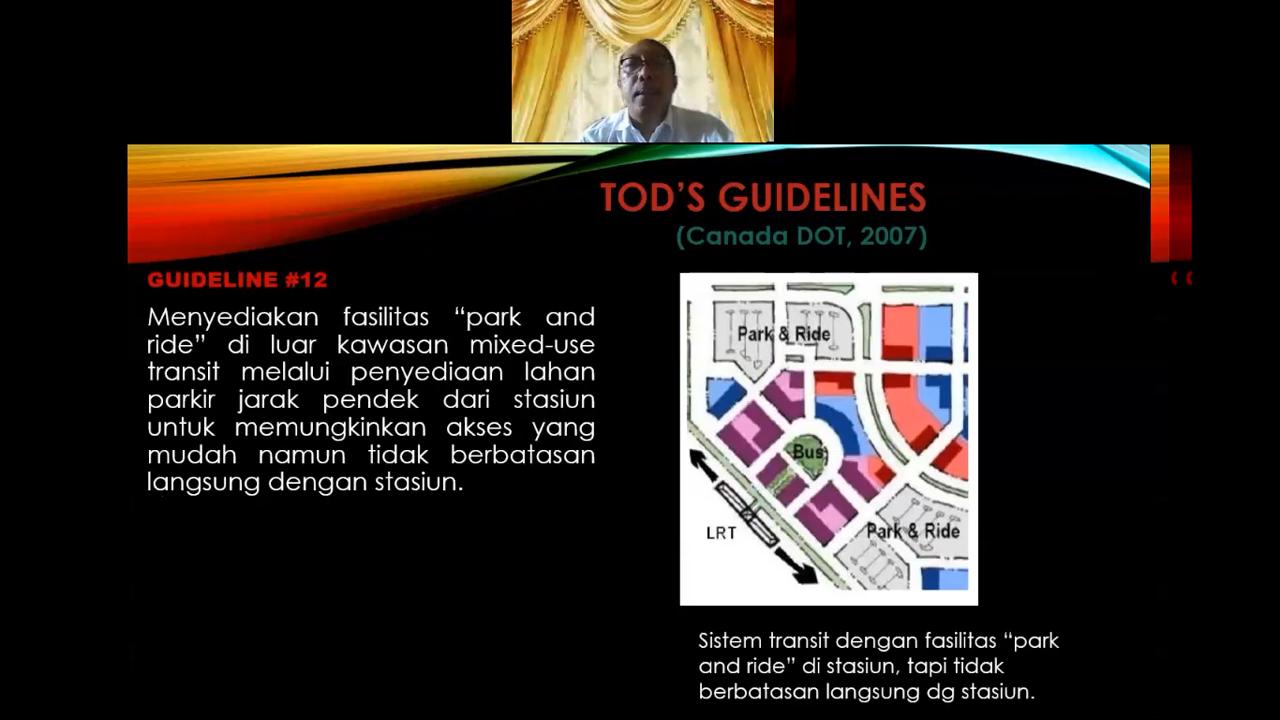 TOD’S GUIDELINES
(Canada DOT, 2007)
GUIDELINE #12
Menyediakan fasilitas “park and
ride” di luar kawasan mixed-use
transit melalui penyediaan lahan
parkir jarak pendek dari stasiun
untuk memungkinkan akses yang
mudah namun tidak berbatasan
langsung dengan stasiun.
Park & Ride
Bus
LRT
Park & Ride
Sistem transit dengan fasilitas “park
and ride” di stasiun, tapi tidak
berbatasan langsung dg stasiun.